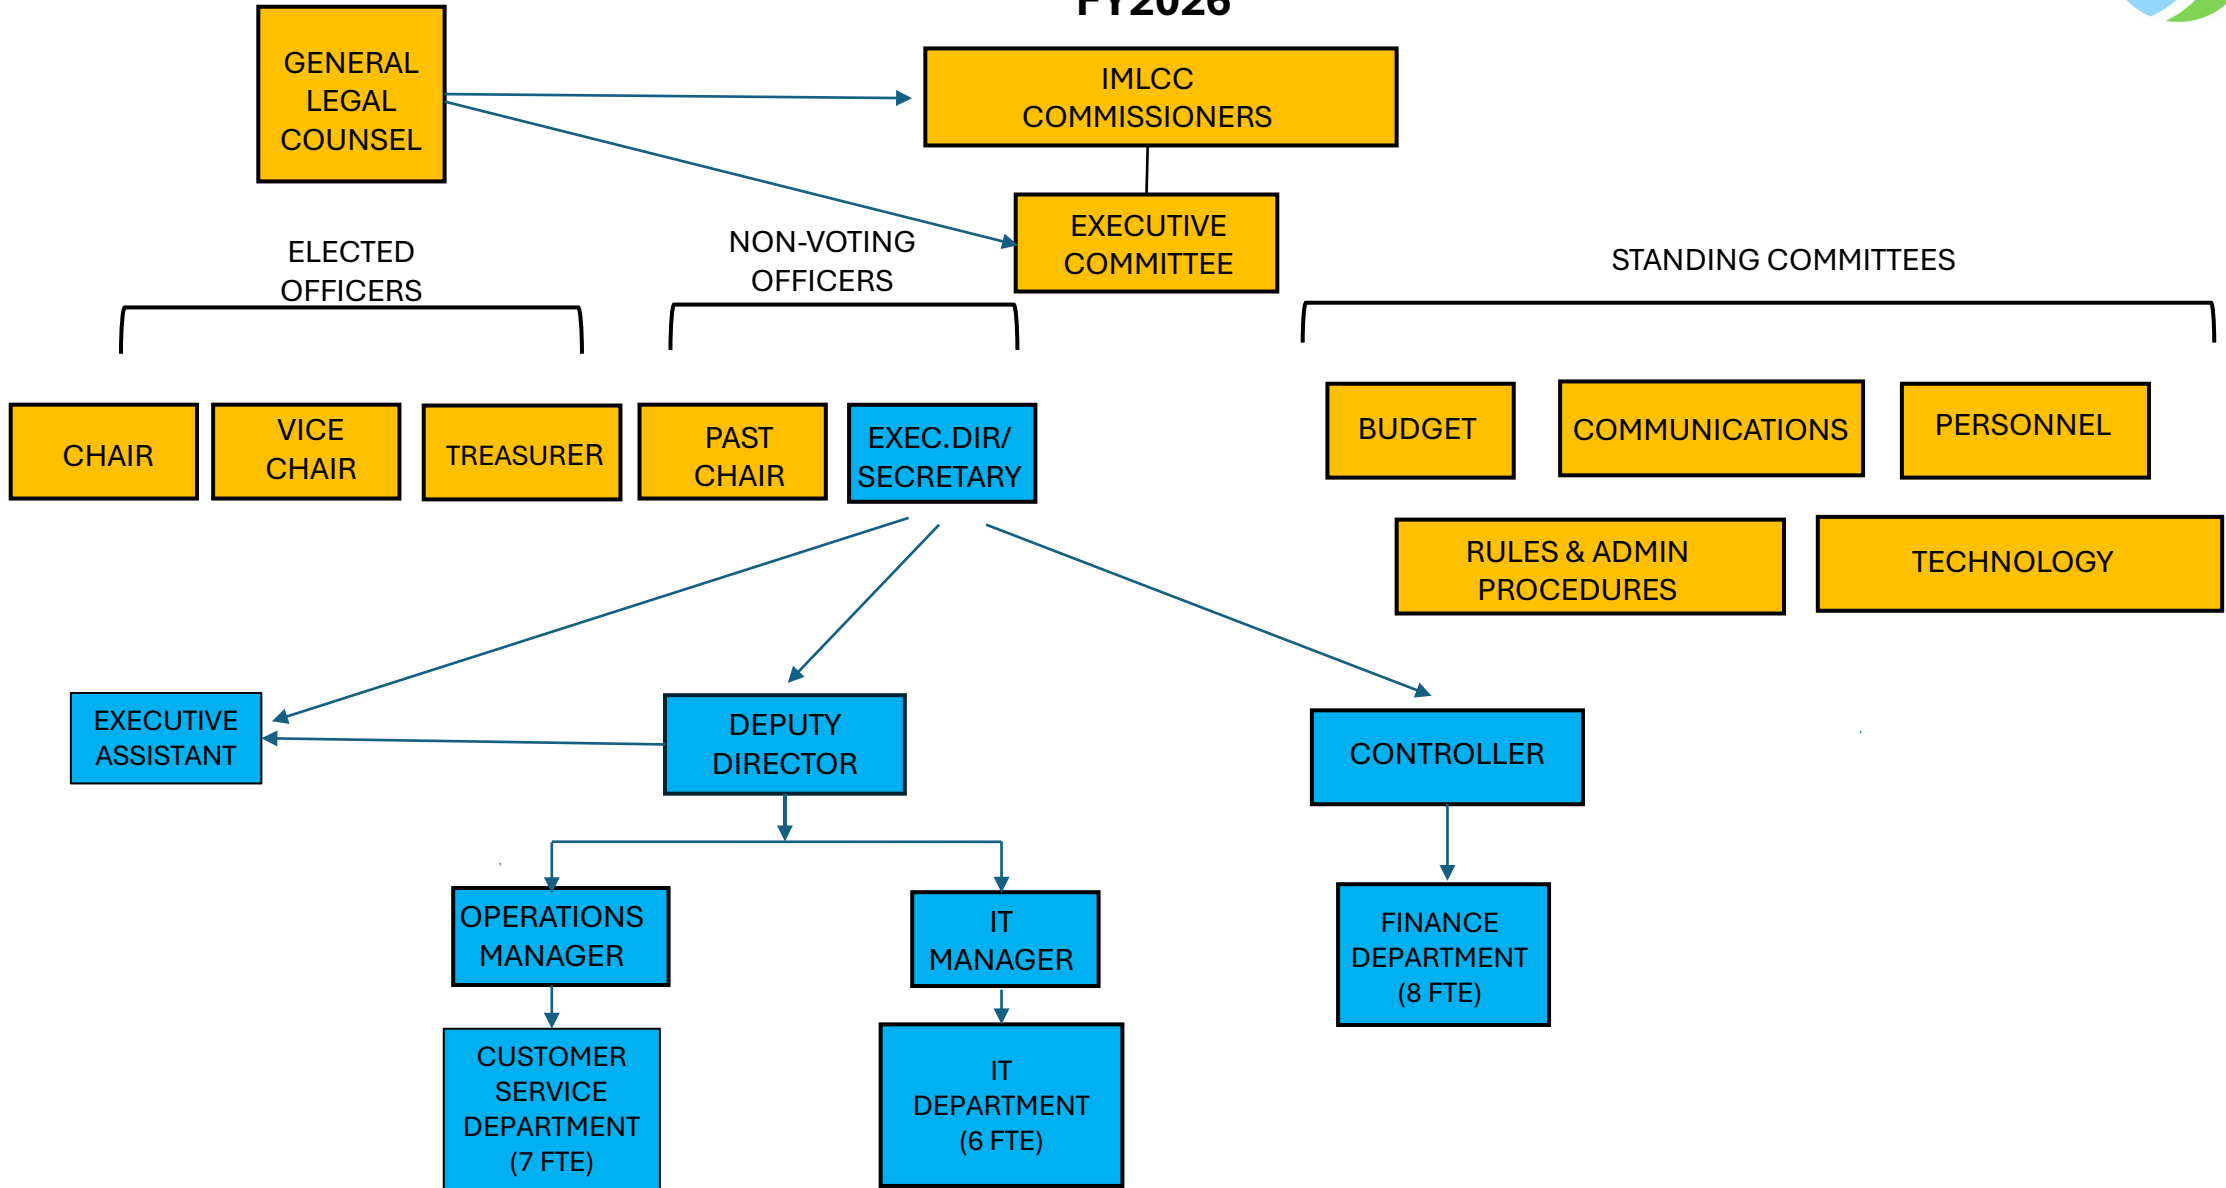 FY2026
GENERAL
LEGAL
COUNSEL
IMLCC
COMMISSIONERS
EXECUTIVE
COMMITTEE
ELECTED
OFFICERS
NON-VOTING
OFFICERS
STANDING COMMITTEES
CHAIR
VICE
CHAIR
TREASURER
PAST
CHAIR
EXEC.DIR/
SECRETARY
BUDGET
COMMUNICATIONS
PERSONNEL
RULES & ADMIN
PROCEDURES
TECHNOLOGY
EXECUTIVE
ASSISTANT
DEPUTY
DIRECTOR
CONTROLLER
OPERATIONS
MANAGER
IT
MANAGER
FINANCE
DEPARTMENT
(8 FTE)
CUSTOMER
SERVICE
DEPARTMENT
(7 FTE)
IT
DEPARTMENT
(6 FTE)